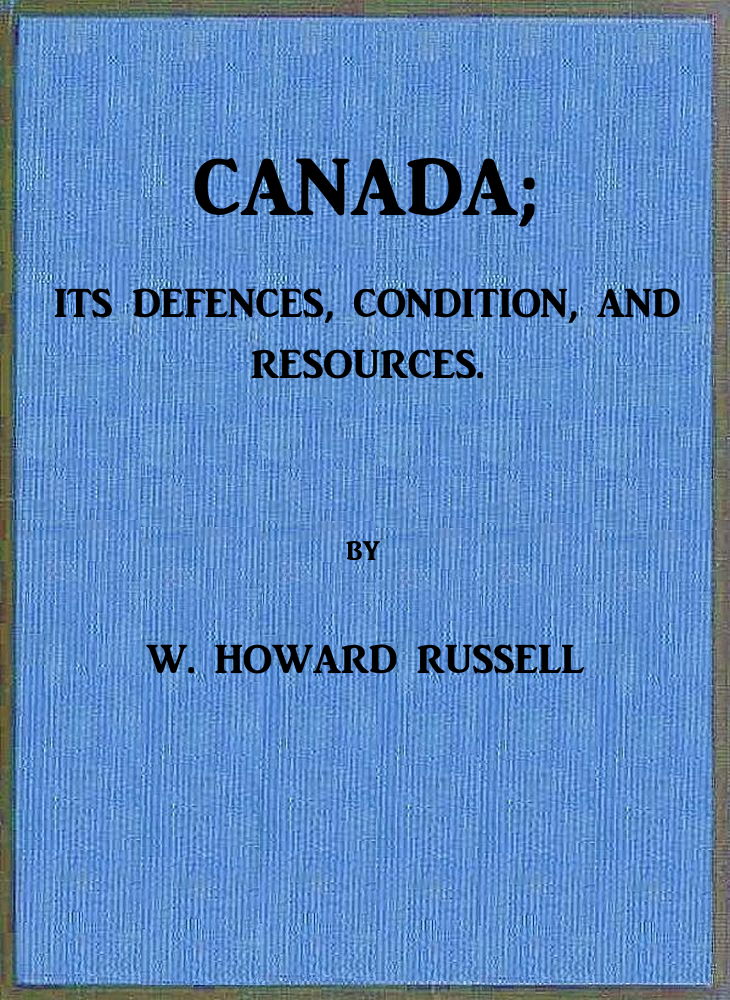 CANADA;
ITS DEFENCES, CONDITION, AND
RESOURCES.
BY
W. HOWARD RUSSELL